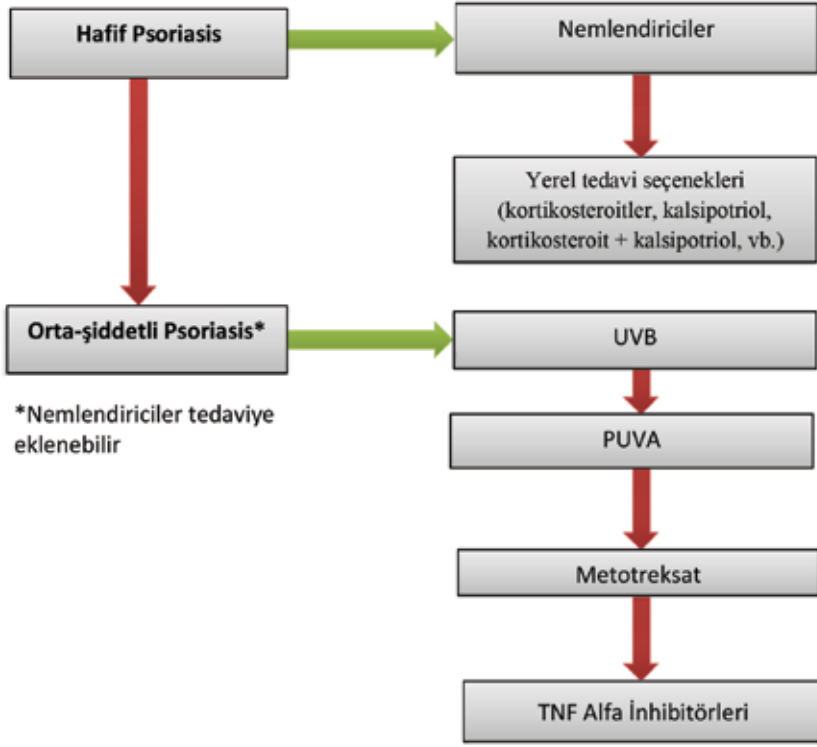 Hafif Psoriasis
Nemlendiriciler
Yerel tedavi seçenekleri
(kortikosteroitler, kalsipotriol,
kortikosteroit + kalsipotriol, vb.)
Orta-şiddetli Psoriasis*
UVB
*Nemlendiriciler tedaviye
eklenebilir
PUVA
Metotreksat
TNF Alfa İnhibitörleri